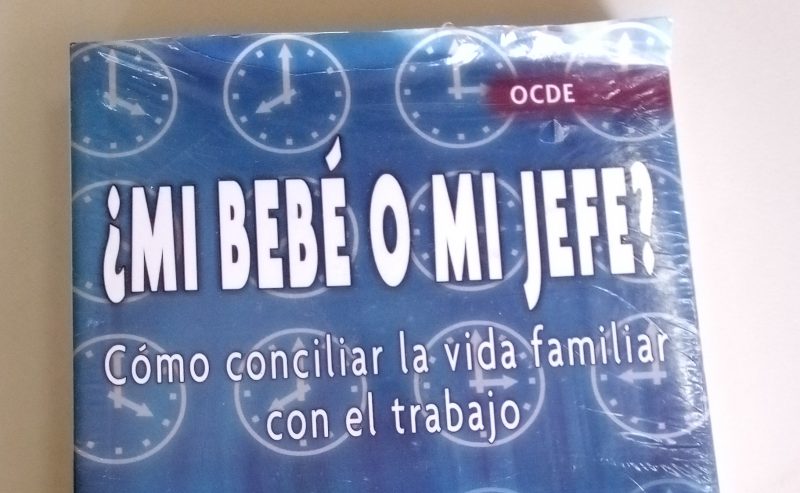 OCDE
¿MI BEBÉ O MI JEFE?
Cómo conciliar la vida familiar
con el trabajo